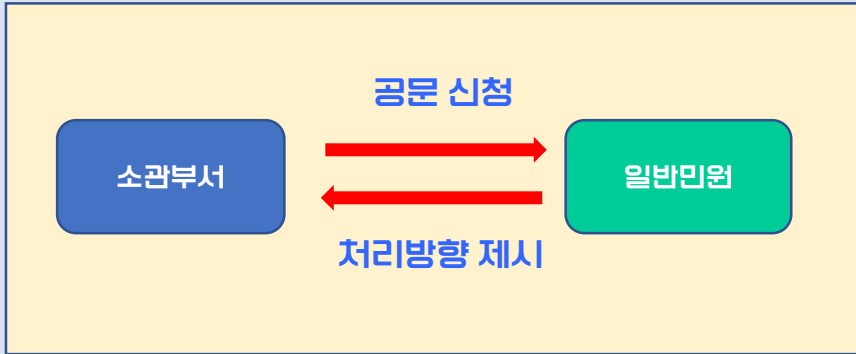 공문 신청
소관부서
일반민원
처리방향 제시